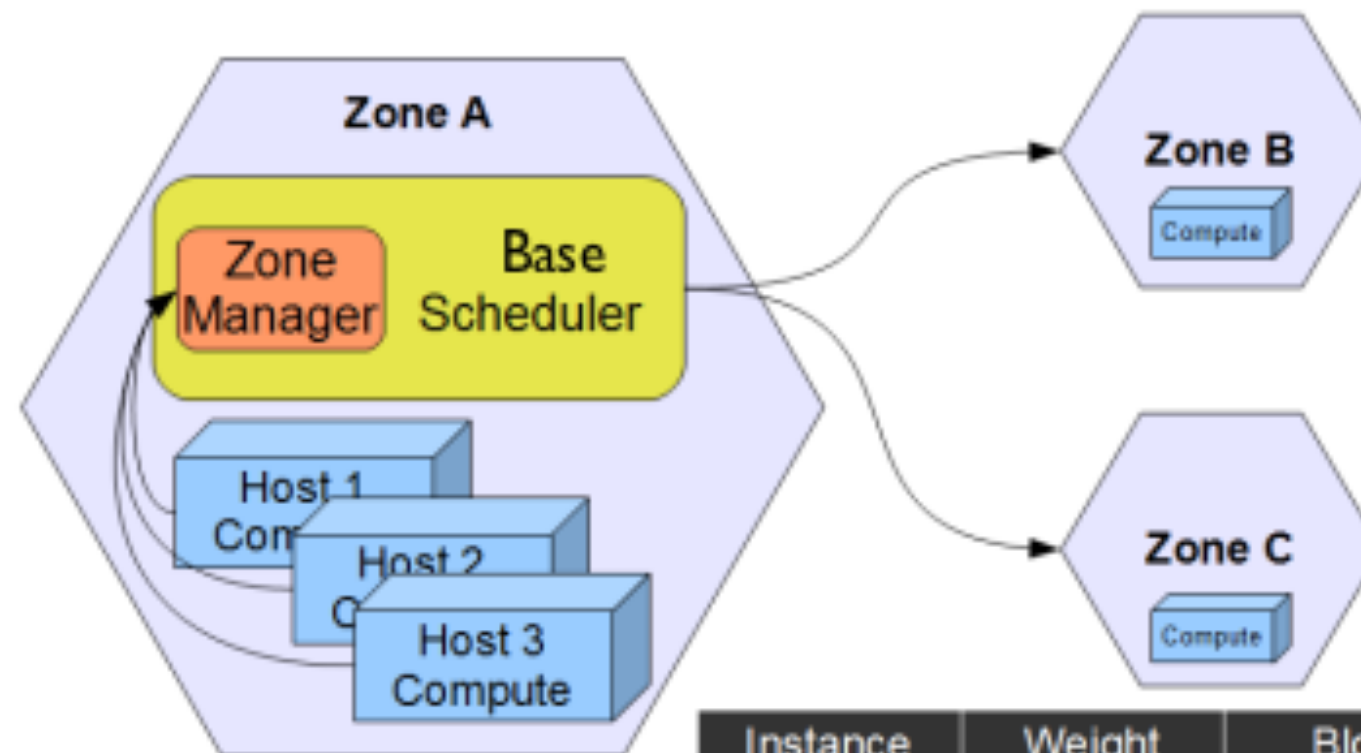 Zone A
Zone
Manager
Base
Scheduler
Host 1
Host 2
Host 3
Compute
Zone B
Compute
Zone C
Compute
Instance Weight